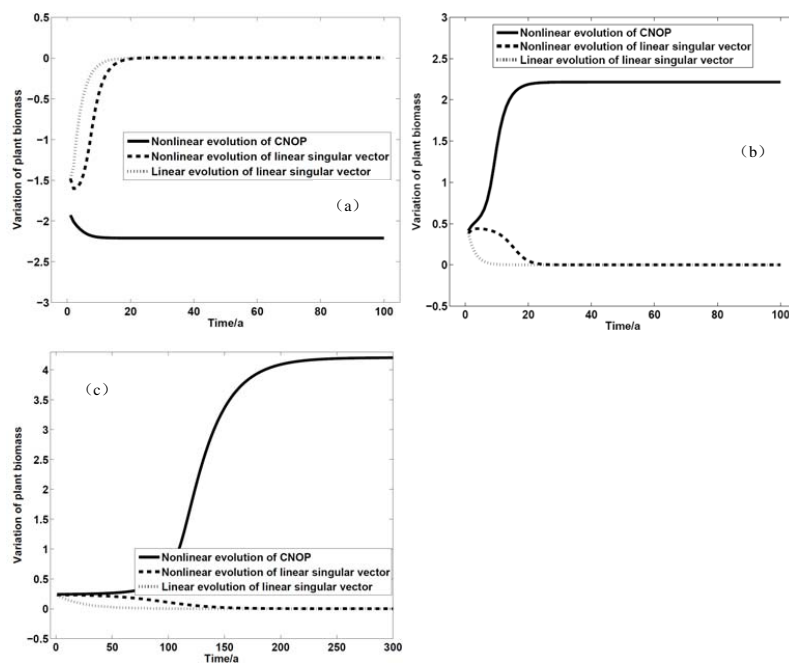 0.5
0
−0.5
−1
−1.5
−2
−2.5
−3
Variation of plant biomass
Nonlinear evolution of CNOP
Nonlinear evolution of linear singular vector
Linear evolution of linear singular vector
（a）
0 20 40 60 80 100
Time/a
3
2.5
2
1.5
1
0.5
0
−0.5
Variation of plant biomass
Nonlinear evolution of CNOP
Nonlinear evolution of linear singular vector
Linear evolution of linear singular vector
（b）
0 20 40 60 80 100
Time/a
4
3.5
3
2.5
2
1.5
1
0.5
0
−0.5
Variation of plant biomass
（c）
Nonlinear evolution of CNOP
Nonlinear evolution of linear singular vector
Linear evolution of linear singular vector
0 50 100 150 200 250 300
Time/a